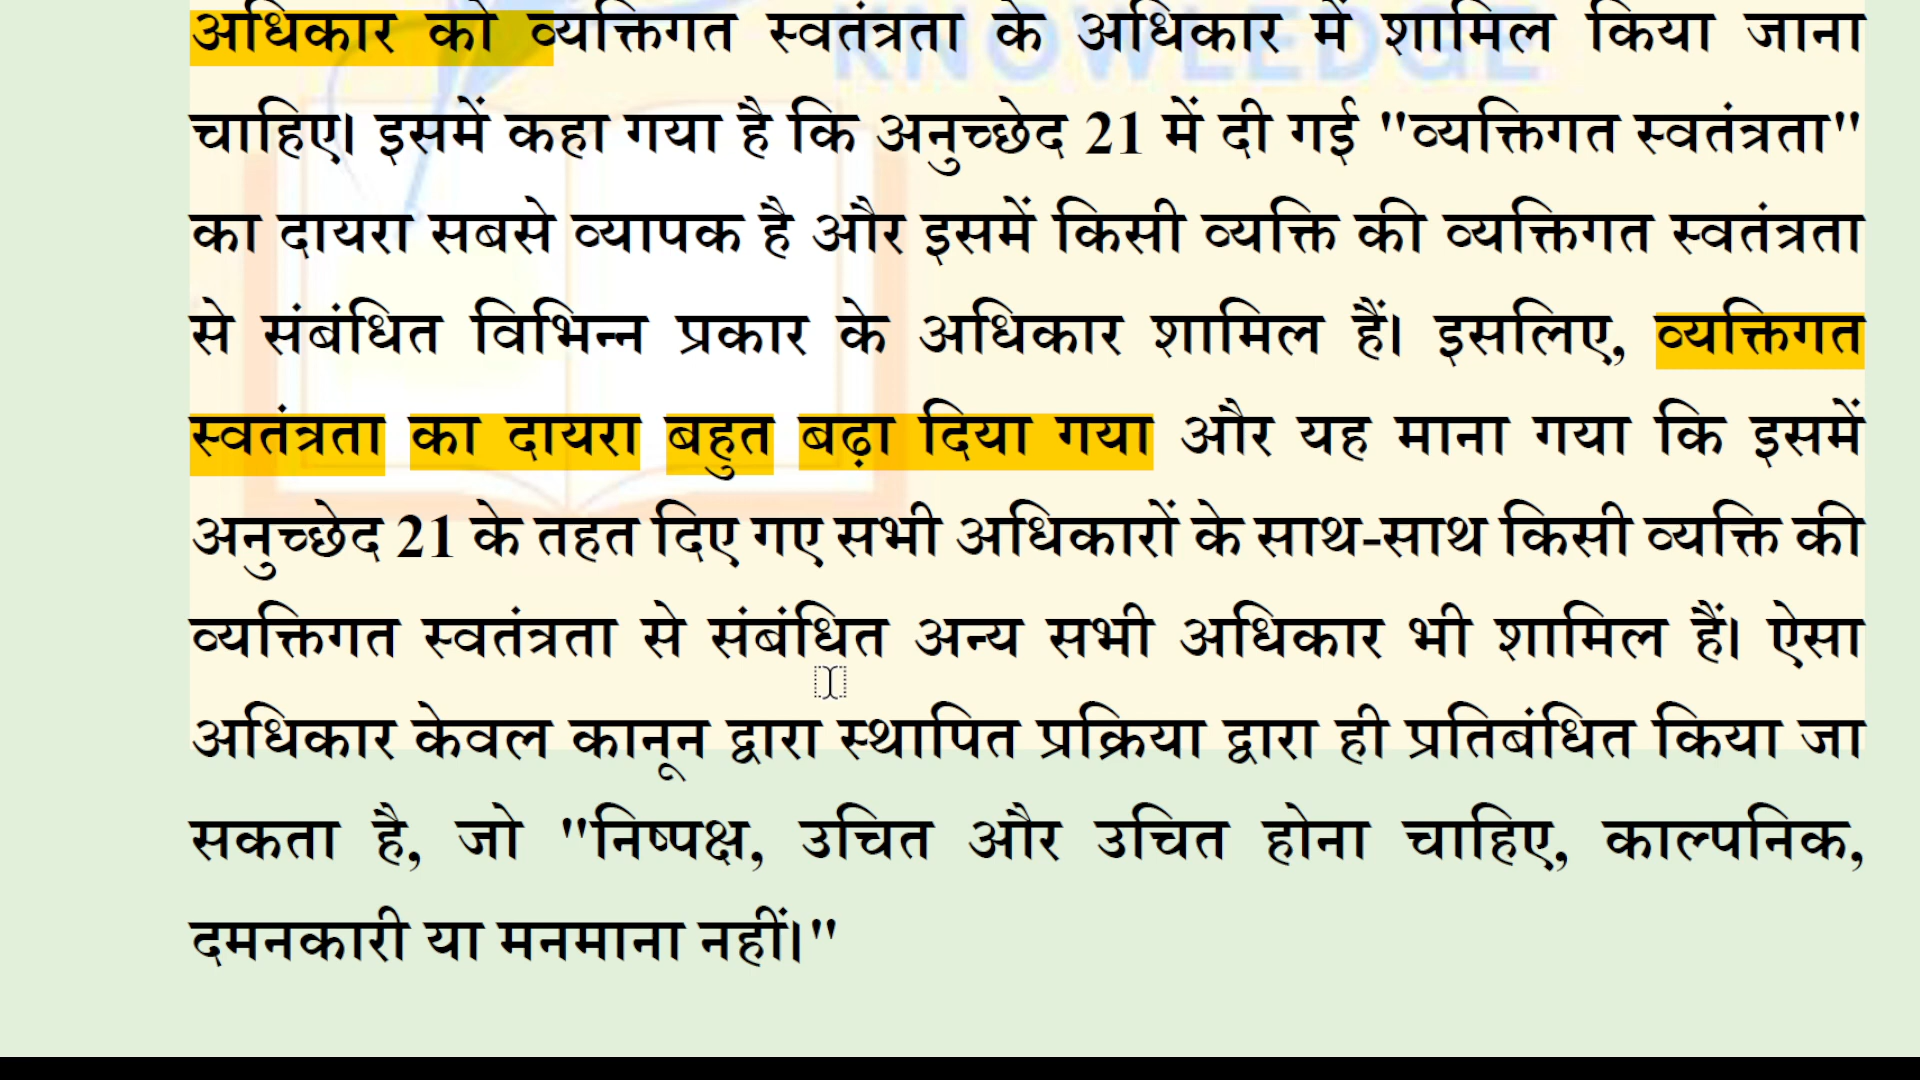 अधिकार को व्यक्तिगत स्वतंत्रता के अधिकार में शामिल किया जाना
KNOWLEDGE
चाहिए। इसमें कहा गया है कि अनुच्छेद 21 में दी गई "व्यक्तिगत स्वतंत्रता"
का दायरा सबसे व्यापक है और इसमें किसी व्यक्ति की व्यक्तिगत स्वतंत्रता
से संबंधित विभिन्न प्रकार के अधिकार शामिल हैं। इसलिए, व्यक्तिगत
स्वतंत्रता का दायरा बहुत बढ़ा दिया गया और यह माना गया कि इसमें
अनुच्छेद 21 के तहत दिए गए सभी अधिकारों के साथ-साथ किसी व्यक्ति की
व्यक्तिगत स्वतंत्रता से संबंधित अन्य सभी अधिकार भी शामिल हैं। ऐसा
अधिकार केवल कानून द्वारा स्थापित प्रक्रिया द्वारा ही प्रतिबंधित किया जा
सकता है, जो "निष्पक्ष, उचित और उचित होना चाहिए, काल्पनिक,
दमनकारी या मनमाना नहीं।"